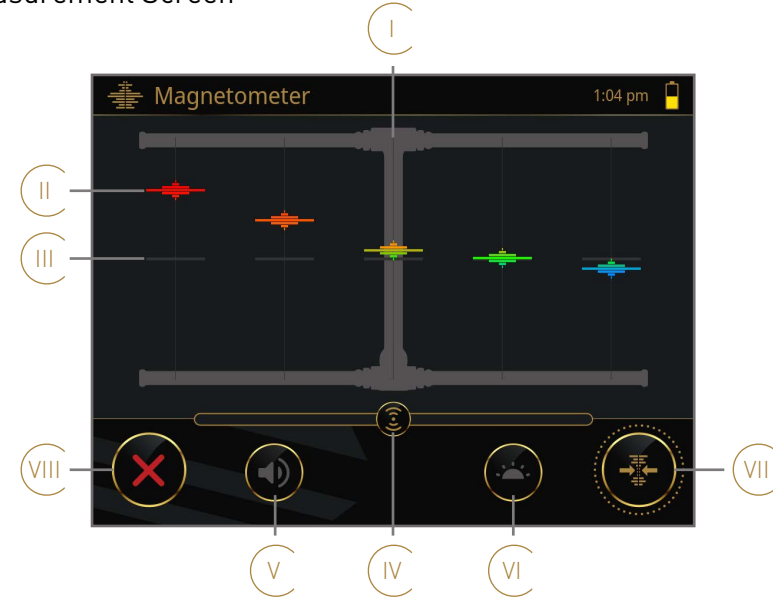 Measurement Screen
I
Magnetometer 1:04 pm
II
III
VIII
VII
V
IV
VI